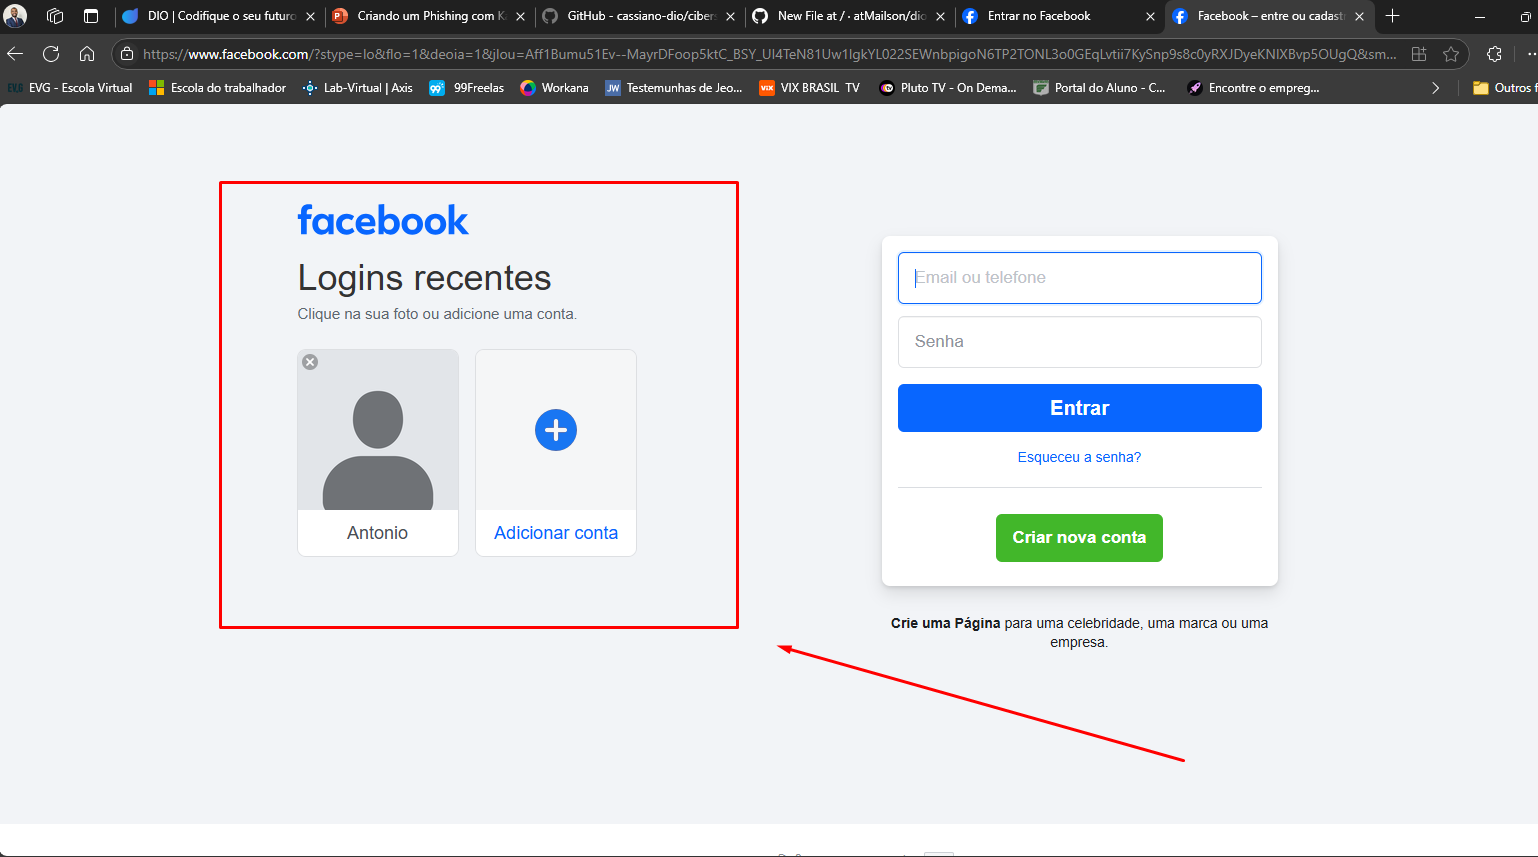 DIO | Codifique o seu futuro
Criando um Phishing com K
GitHub - cassiano-dio/cibers
New File at / · atMailson/dio
Entrar no Facebook
Facebook – entre ou cadast
https://www.facebook.com/?stype=lo&flo=1&deoia=1&jlou=Aff1Bumu51Ev--MayrDFoop5ktC_BSY_UI4TeN81Uw1IgkYL022SEWnbpigoN6TP2TONL3o0GEqLvtii7KySnp9s8c0yRXJDyeKNIXBvp5OUgQ&sm...
EVG - Escola Virtual
Escola do trabalhador
Lab-Virtual | Axis
99Freelas
Workana
JW Testemunhas de Jeo...
VIX VIX BRASIL TV
Pluto TV - On Dema...
Portal do Aluno - C...
Encontre o empreg...
Outros f
facebook
Logins recentes
Clique na sua foto ou adicione uma conta.
Antonio
Adicionar conta
Email ou telefone
Senha
Entrar
Esqueceu a senha?
Criar nova conta
Crie uma Página para uma celebridade, uma marca ou uma
empresa.